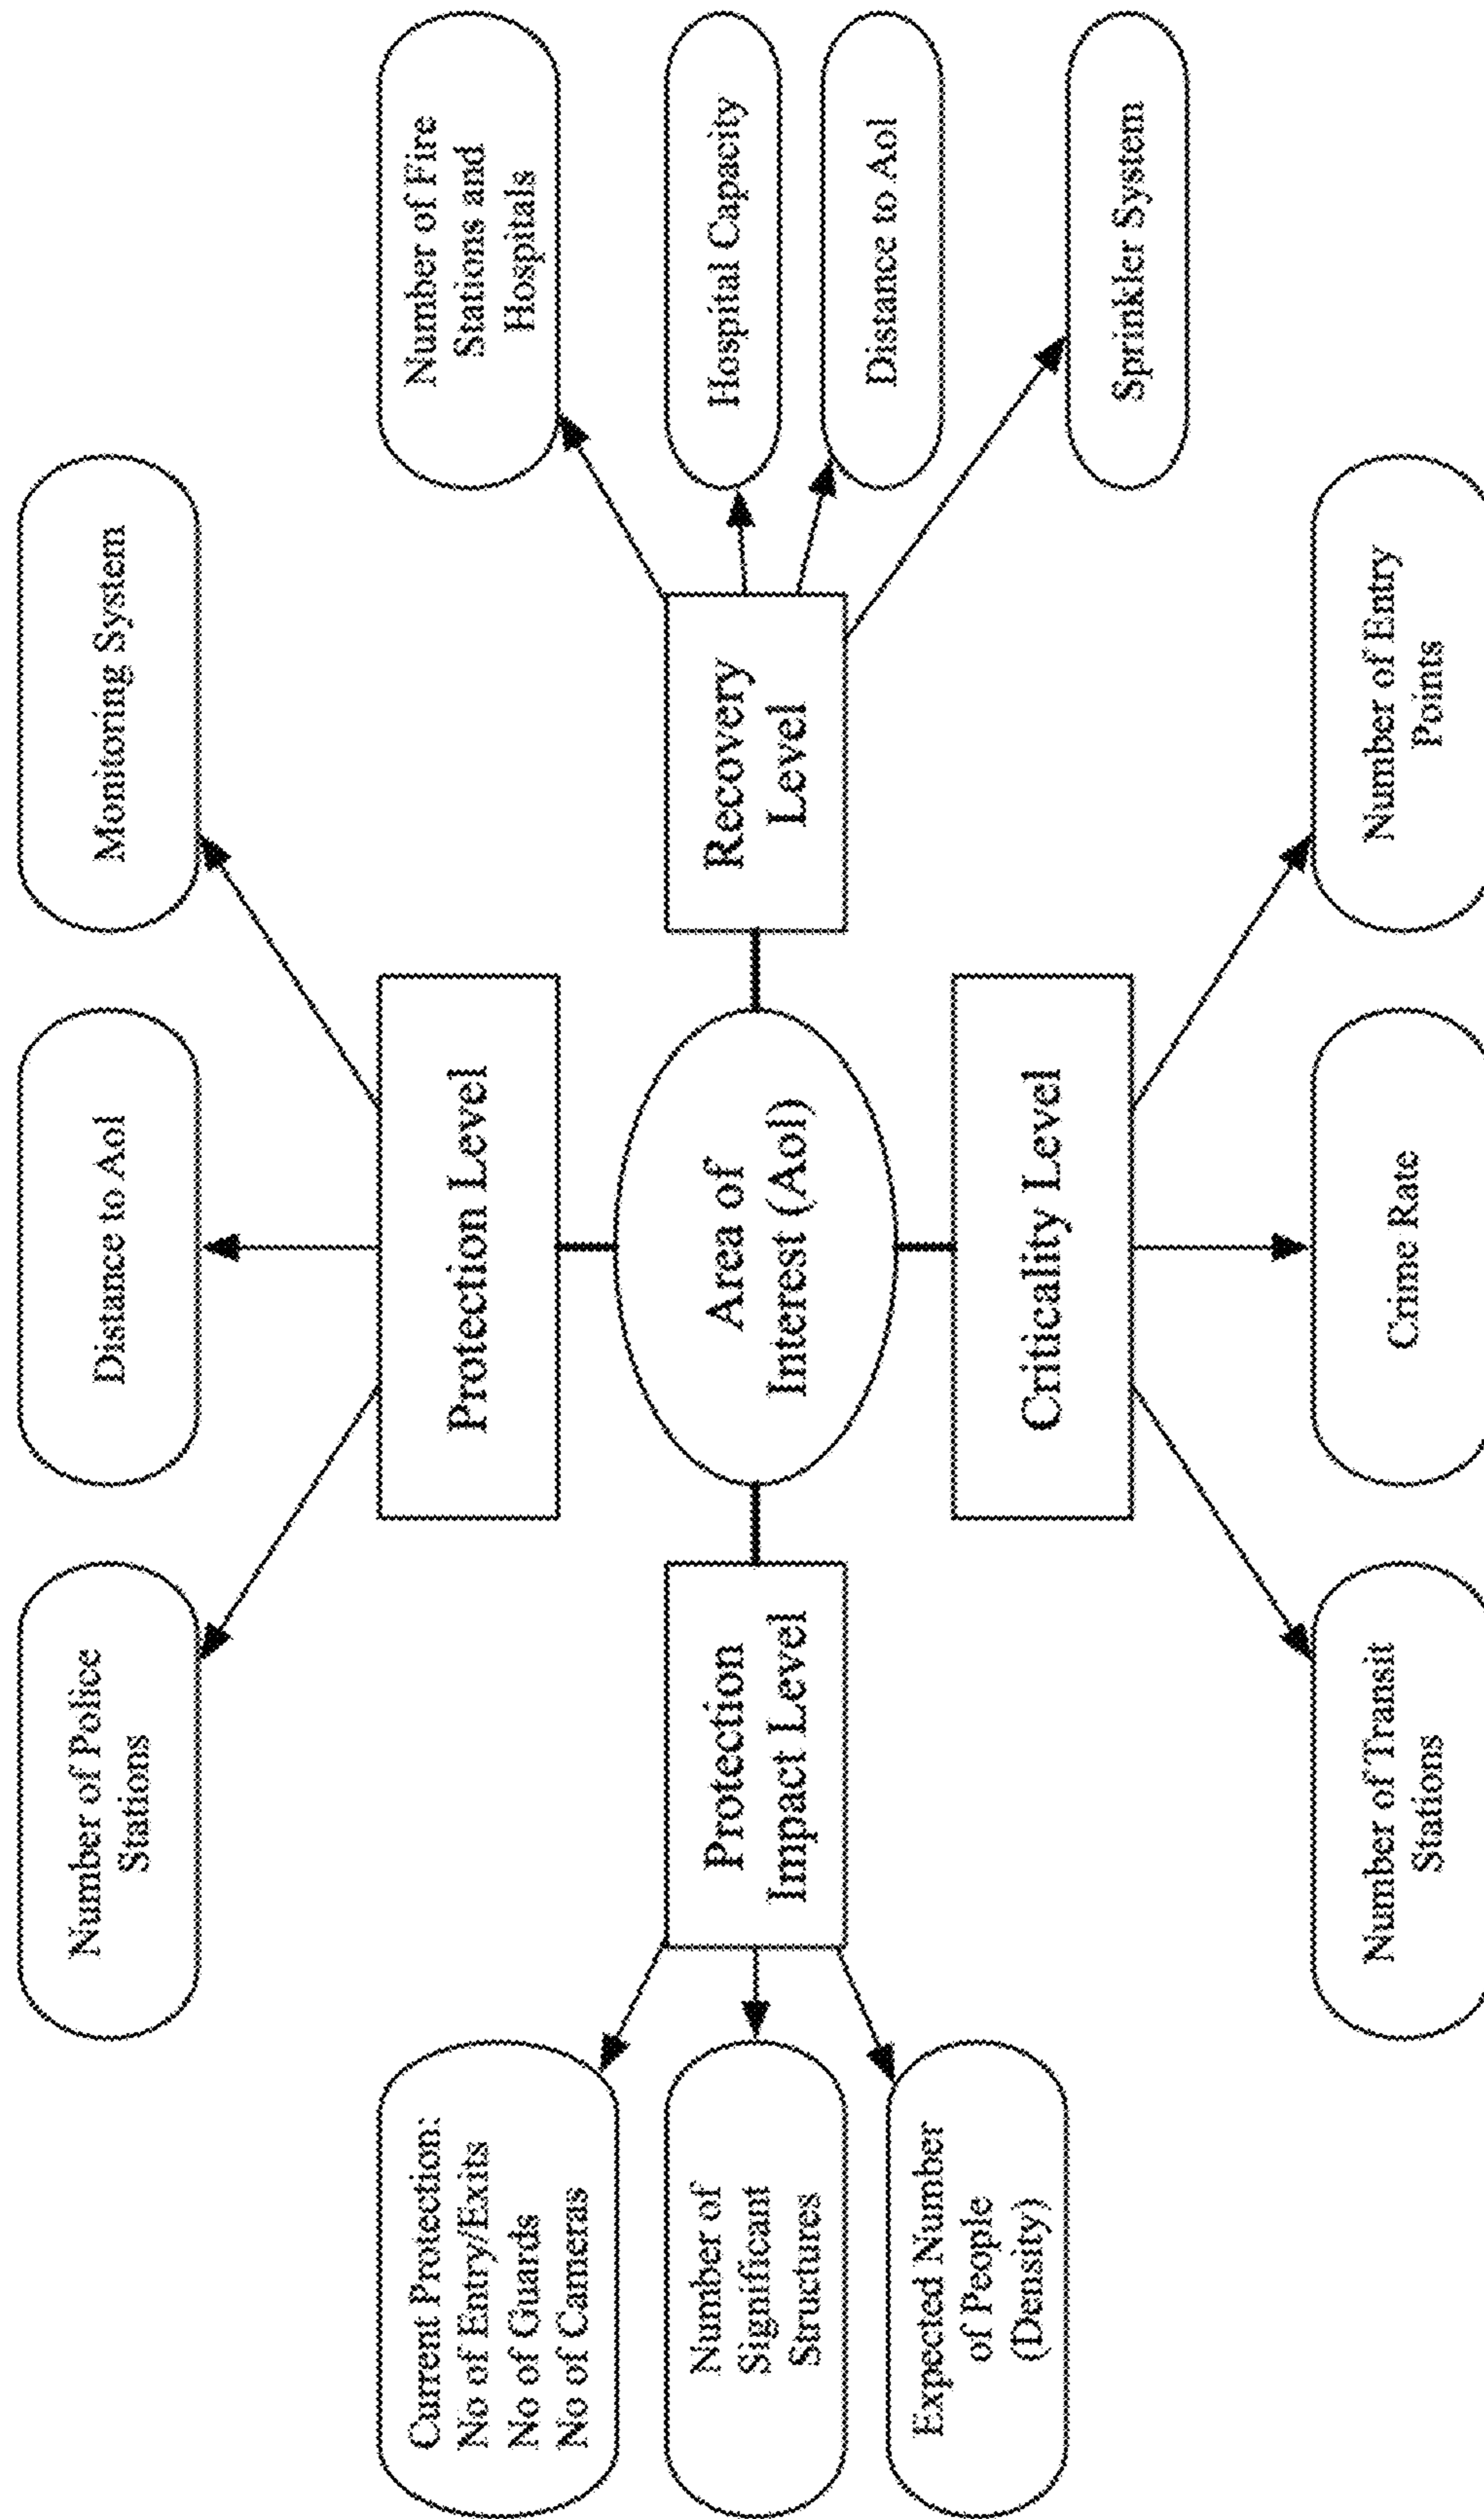 Number of Police
Stations
Distance to AoI
Monitoring System
Current Protection:
No of Entry/Exits
No of Guards
No of Cameras
Protection Level
Number of Fire
Stations and
Hospitals
Number of
Significant
Structures
Protection
Impact Level
Area of
Interest (AoI)
Recovery
Level
Hospital Capacity
Distance to AoI
Expected Number
of People
(Density)
Criticality Level
Sprinkler System
Number of Transit
Stations
Crime Rate
Number of Entry
Points